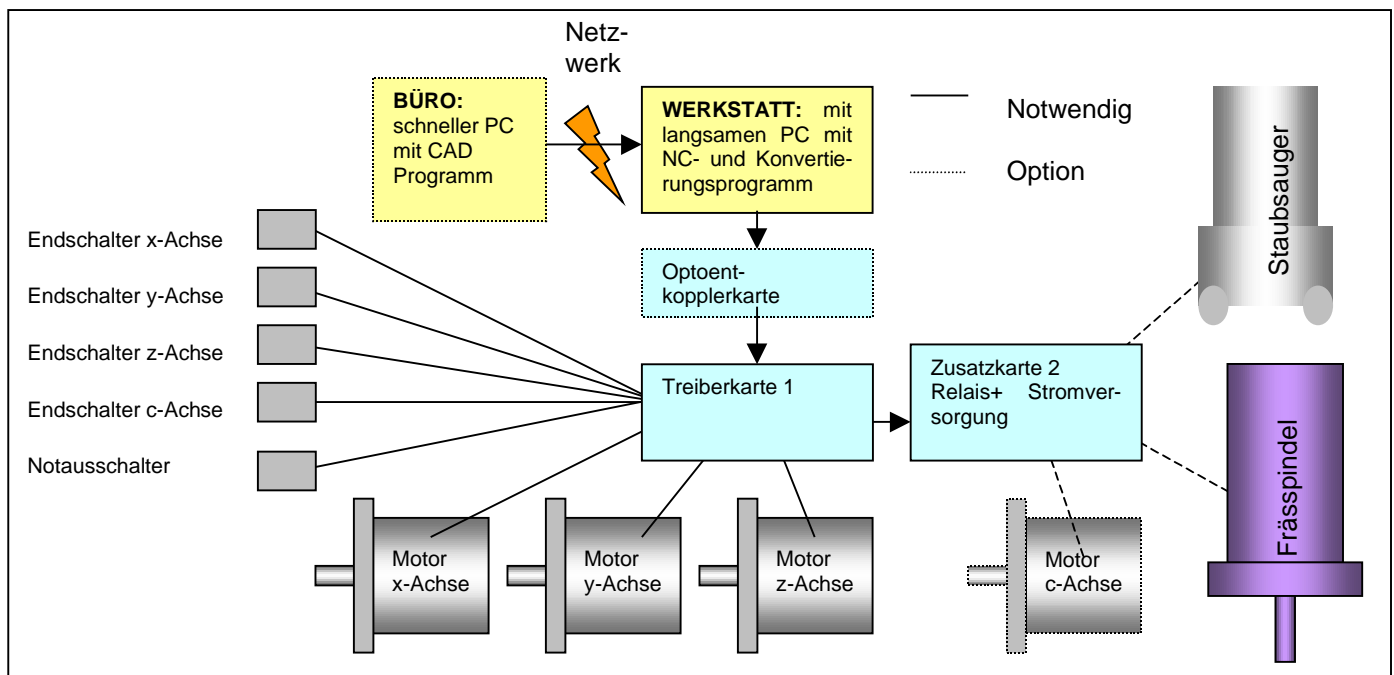 Netz-
werk
BÜRO:
schneller PC
mit CAD
Programm
WERKSTATT: mit
langsamen PC mit
NC- und Konvertie-
rungsprogramm
Notwendig
Option
Staubsauger
Endschalter x-Achse
Endschalter y-Achse
Endschalter z-Achse
Endschalter c-Achse
Notausschalter
Optoent-
kopplerkarte
Treiberkarte 1
Zusatzkarte 2
Relais+ Stromver-
sorgung
Frässpindel
Motor
x-Achse
Motor
y-Achse
Motor
z-Achse
Motor
c-Achse